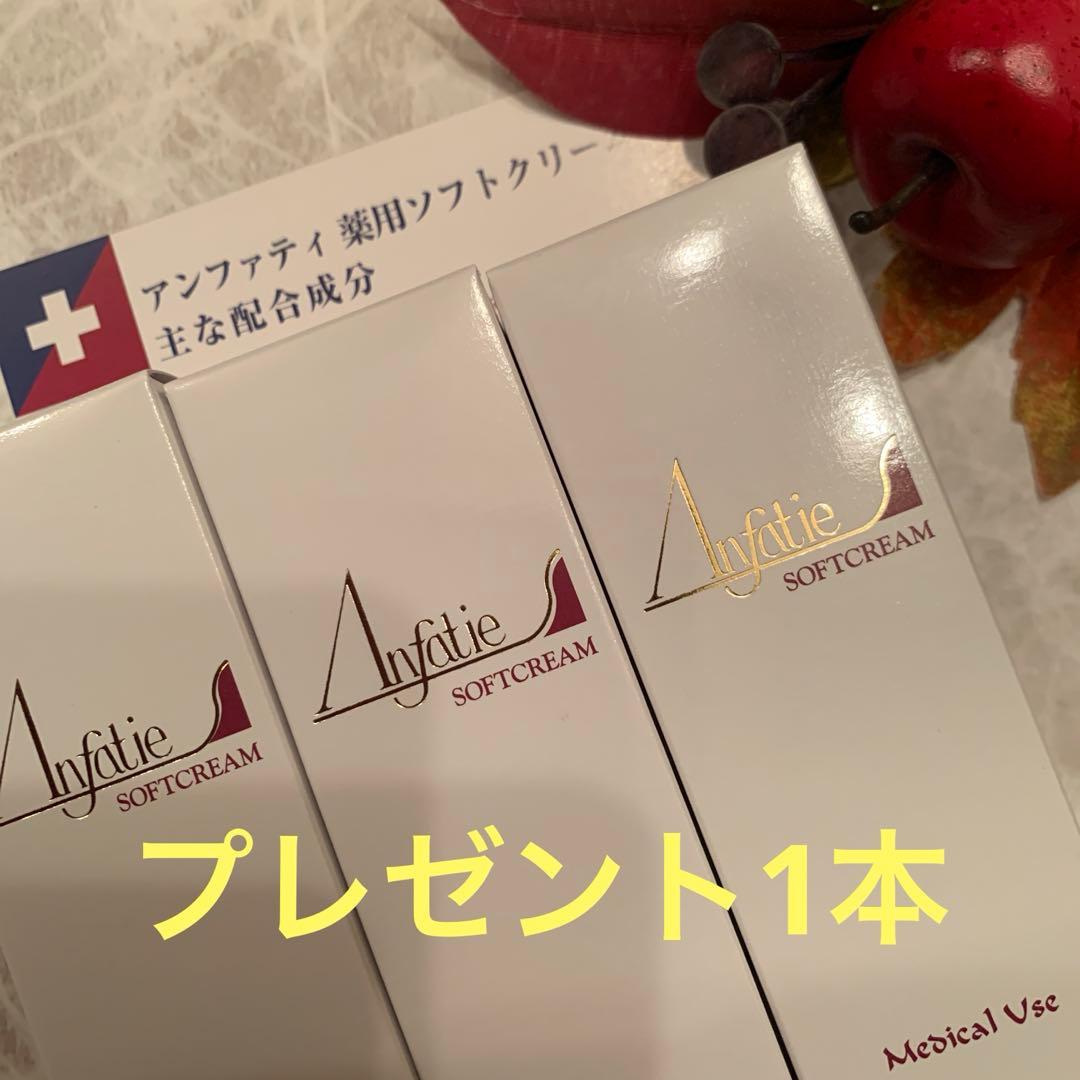 アンファティ 薬用ソフトクリー
主な配合成分
Anfatie
SOFTCREAM
Anfatie
SOFTCREAM
Anfatie
SOFTCREAM
プレゼント1本
Medical Use